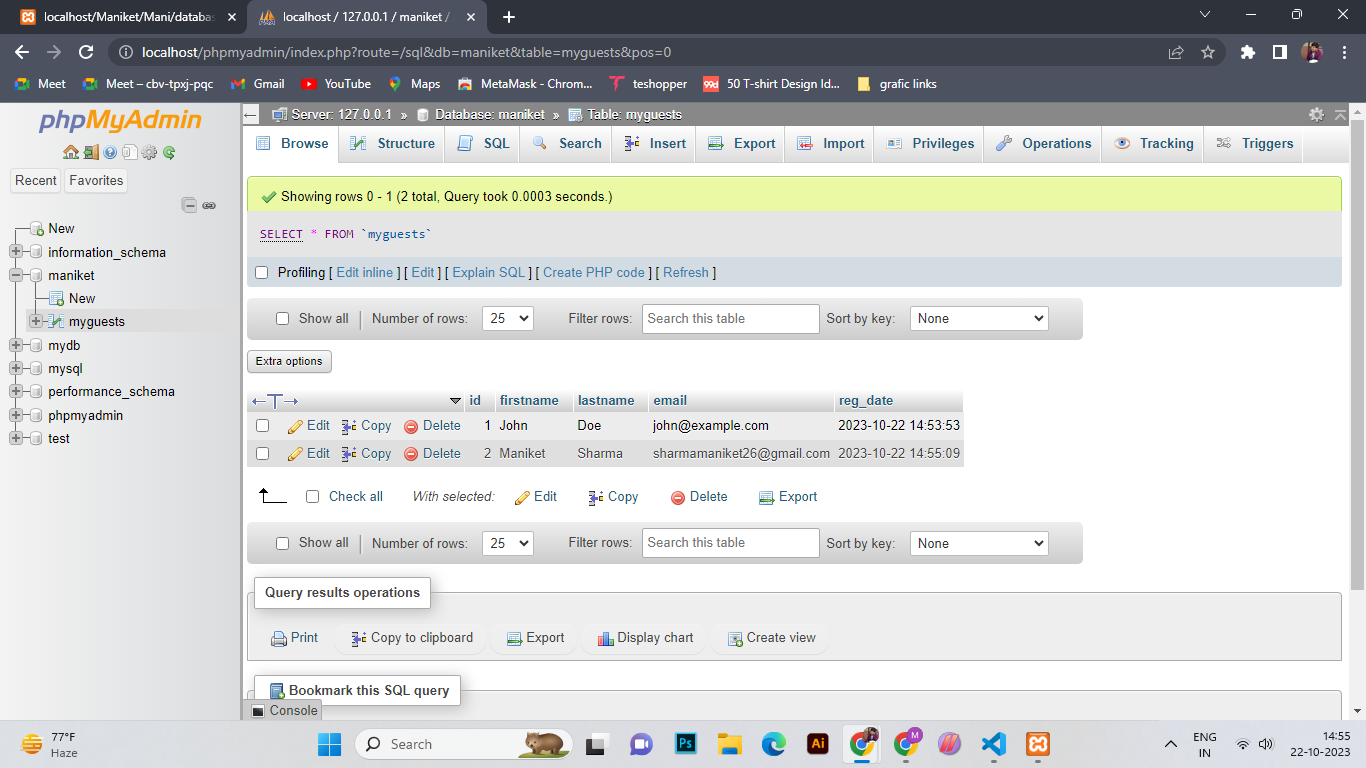 localhost/Maniket/Mani/databas
localhost / 127.0.0.1 / maniket /
localhost/phpmyadmin/index.php?route=/sql&db=maniket&table=myguests&pos=0
Meet
Meet – cbv-tpxj-pqc
Gmail
YouTube
Maps
MetaMask - Chrom...
teshopper
99d
50 T-shirt Design Id...
grafic links
phpMyAdmin
Recent
Favorites
New
information_schema
maniket
New
myguests
mydb
mysql
performance_schema
phpmyadmin
test
Server: 127.0.0.1 » Database: maniket » Table: myguests
Browse Structure SQL Search Insert Export Import Privileges Operations Tracking Triggers
Showing rows 0 - 1 (2 total, Query took 0.0003 seconds.)
SELECT * FROM `myguests`
Profiling [ Edit inline ] [ Edit ] [ Explain SQL ] [ Create PHP code ] [ Refresh ]
Show all | Number of rows: 25 Filter rows: Search this table Sort by key: None
Extra options
←T→ id firstname lastname email reg_date
Edit Copy Delete 1 John Doe john@example.com 2023-10-22 14:53:53
Edit Copy Delete 2 Maniket Sharma sharmamaniket26@gmail.com 2023-10-22 14:55:09
Check all With selected: Edit Copy Delete Export
Show all | Number of rows: 25 Filter rows: Search this table Sort by key: None
Query results operations
Print Copy to clipboard Export Display chart Create view
Bookmark this SQL query
Console
77°F
Haze
Search
Ps
Ai
M
ENG
IN
14:55
22-10-2023